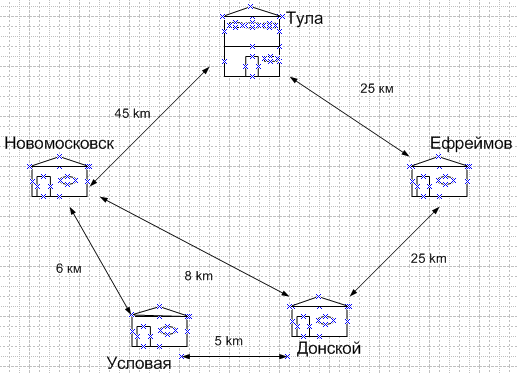 Тула
25 км
45 km
Новомосковск
Ефреймов
6 км
8 km
25 km
5 km
Донской
Условая